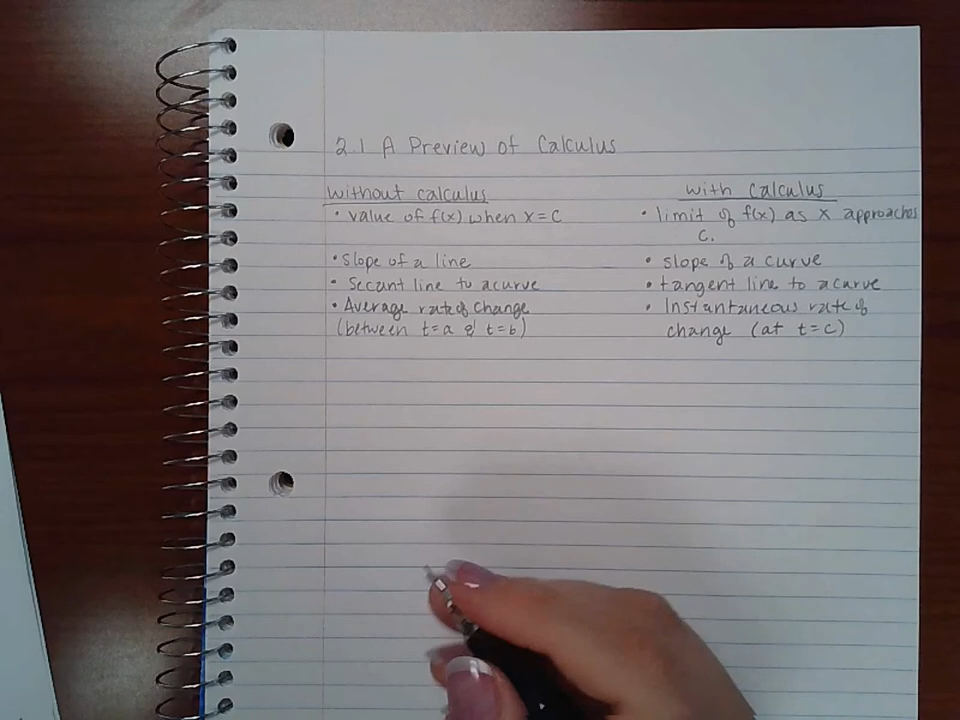 2.1 A Preview of Calculus
without calculus
• value of f(x) when x = c
• Slope of a line
• Secant line to a curve
• Average rate of change
(between t=a & t=b)
with calculus
• limit of f(x) as x approaches
c.
• slope of a curve
• tangent line to a curve
• Instantaneous rate of
change (at t=c)